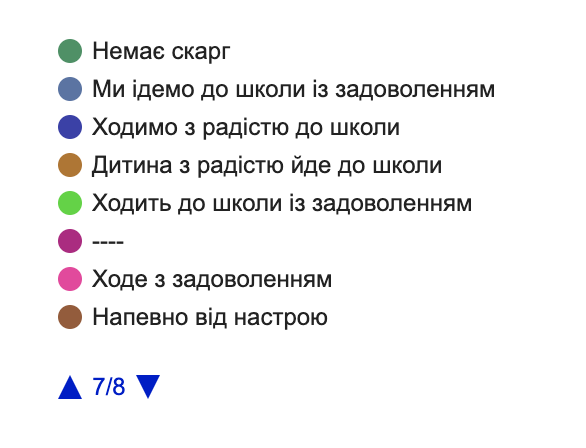 Немає скарг
Ми ідемо до школи із задоволенням
Ходимо з радістю до школи
Дитина з радістю йде до школи
Ходить до школи із задоволенням
----
Ходе з задоволенням
Напевно від настрою
7/8